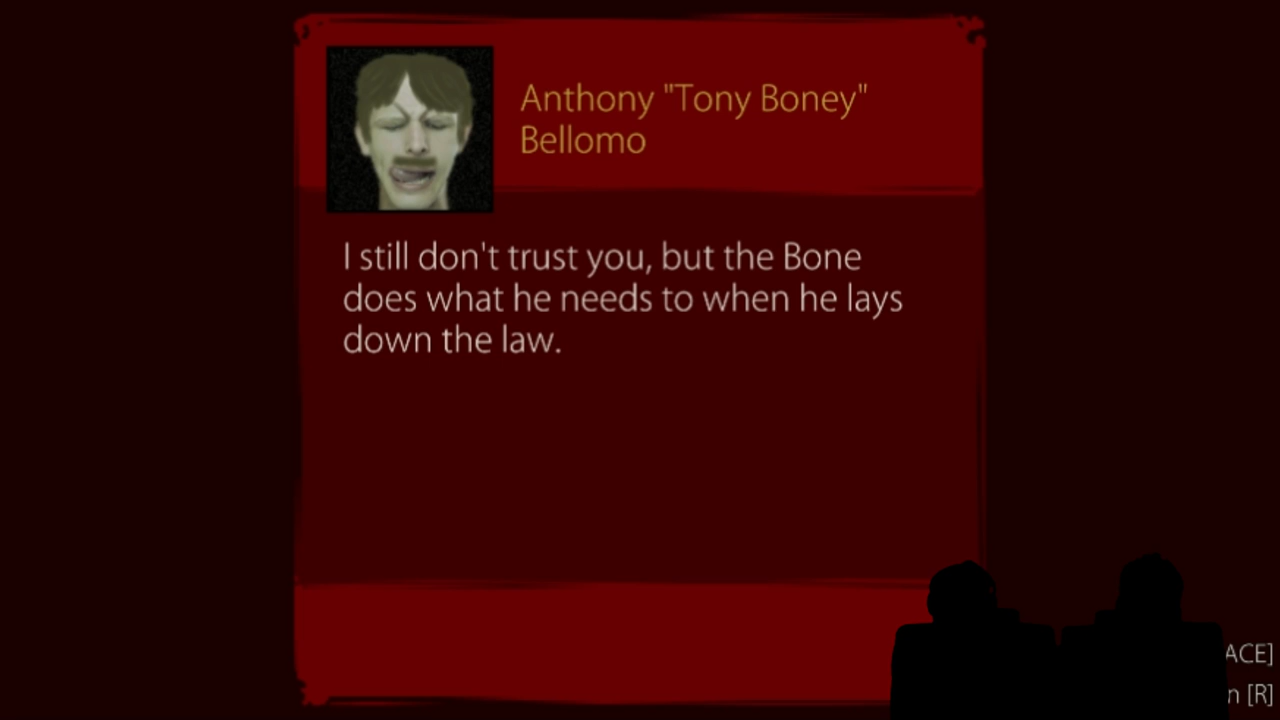 Anthony "Tony Boney"
Bellomo
I still don't trust you, but the Bone
does what he needs to when he lays
down the law.
ACE]
n [R]